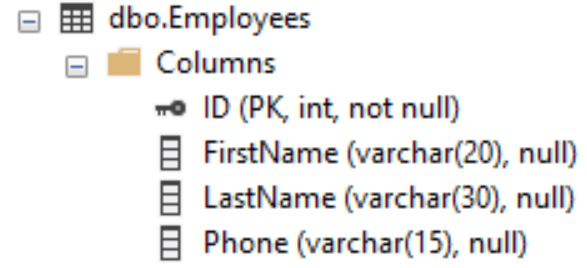 dbo.Employees
Columns
ID (PK, int, not null)
FirstName (varchar(20), null)
LastName (varchar(30), null)
Phone (varchar(15), null)